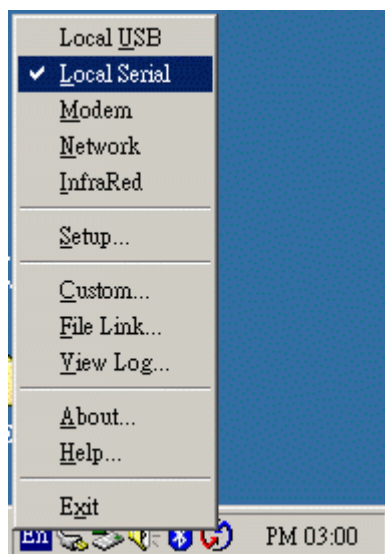 Local USB
Local Serial
Modem
Network
InfraRed
Setup...
Custom...
File Link...
View Log...
About...
Help...
Exit
En PM 03:00